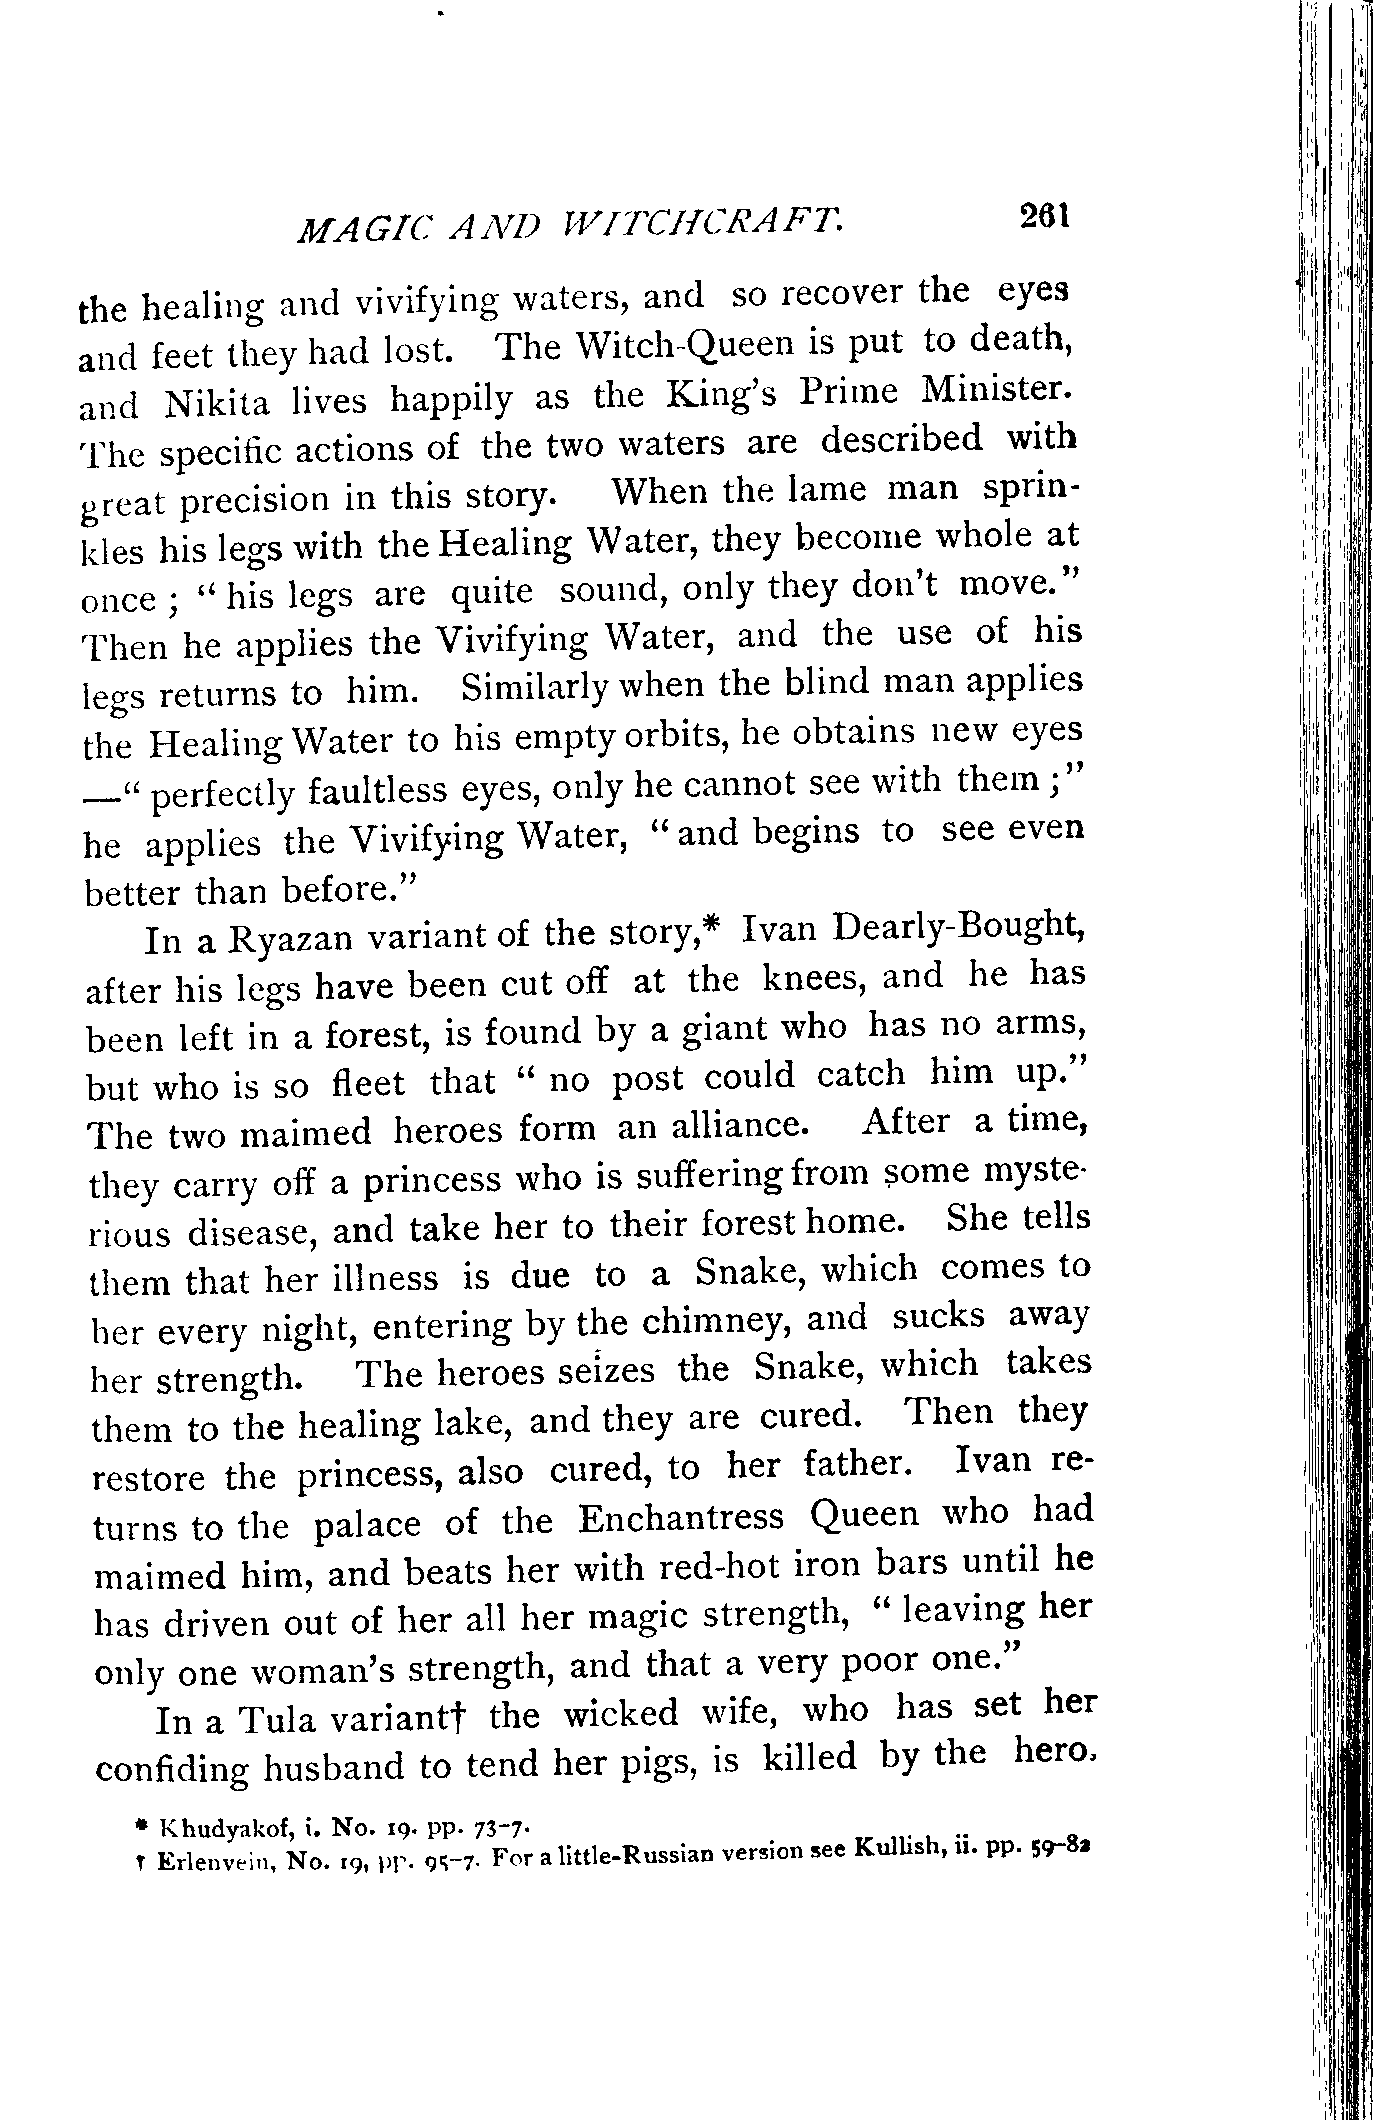 MAGIC AND WITCHCRAFT. 261
the healing and vivifying waters, and so recover the eyes
and feet they had lost. The Witch-Queen is put to death,
and Nikita lives happily as the King's Prime Minister.
The specific actions of the two waters are described with
great precision in this story. When the lame man sprin-
kles his legs with the Healing Water, they become whole at
once ; " his legs are quite sound, only they don't move."
Then he applies the Vivifying Water, and the use of his
legs returns to him. Similarly when the blind man applies
the Healing Water to his empty orbits, he obtains new eyes
—" perfectly faultless eyes, only he cannot see with them ;"
he applies the Vivifying Water, " and begins to see even
better than before."
In a Ryazan variant of the story,* Ivan Dearly-Bought,
after his legs have been cut off at the knees, and he has
been left in a forest, is found by a giant who has no arms,
but who is so fleet that " no post could catch him up."
The two maimed heroes form an alliance. After a time,
they carry off a princess who is suffering from some myste-
rious disease, and take her to their forest home. She tells
them that her illness is due to a Snake, which comes to
her every night, entering by the chimney, and sucks away
her strength. The heroes seizes the Snake, which takes
them to the healing lake, and they are cured. Then they
restore the princess, also cured, to her father. Ivan re-
turns to the palace of the Enchantress Queen who had
maimed him, and beats her with red-hot iron bars until he
has driven out of her all her magic strength, " leaving her
only one woman's strength, and that a very poor one."
In a Tula variant† the wicked wife, who has set her
confiding husband to tend her pigs, is killed by the hero.
* Khudyakof, i. No. 19. pp. 73-7.
† Erlenvein, No. 19, pp. 95-7. For a little-Russian version see Kullish, ii. pp. 59-82